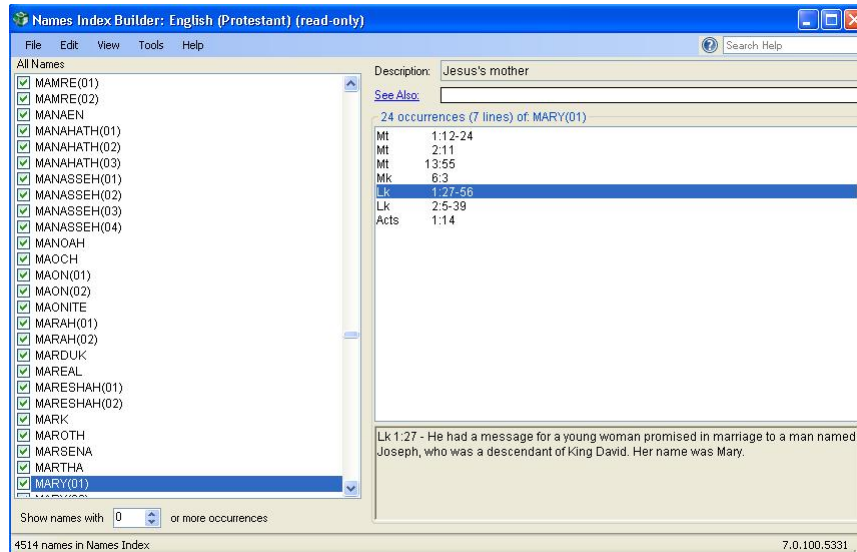 Names Index Builder: English (Protestant) (read-only)
File Edit View Tools Help
Search Help
All Names
MAMRE(01)
MAMRE(02)
MANAEN
MANAHATH(01)
MANAHATH(02)
MANAHATH(03)
MANASSEH(01)
MANASSEH(02)
MANASSEH(03)
MANASSEH(04)
MANOAH
MAOCH
MAON(01)
MAON(02)
MAONITE
MARAH(01)
MARAH(02)
MARDUK
MAREAL
MARESHAH(01)
MARESHAH(02)
MARK
MAROTH
MARSENA
MARTHA
MARY(01)
Show names with 0 or more occurrences
Description: Jesus's mother
See Also:
24 occurrences (7 lines) of: MARY(01)
Mt 1:12-24
Mt 2:11
Mt 13:55
Mk 6:3
Lk 1:27-56
Lk 2:5-39
Acts 1:14
Lk 1:27 - He had a message for a young woman promised in marriage to a man named
Joseph, who was a descendant of King David. Her name was Mary.
4514 names in Names Index
7.0.100.5331